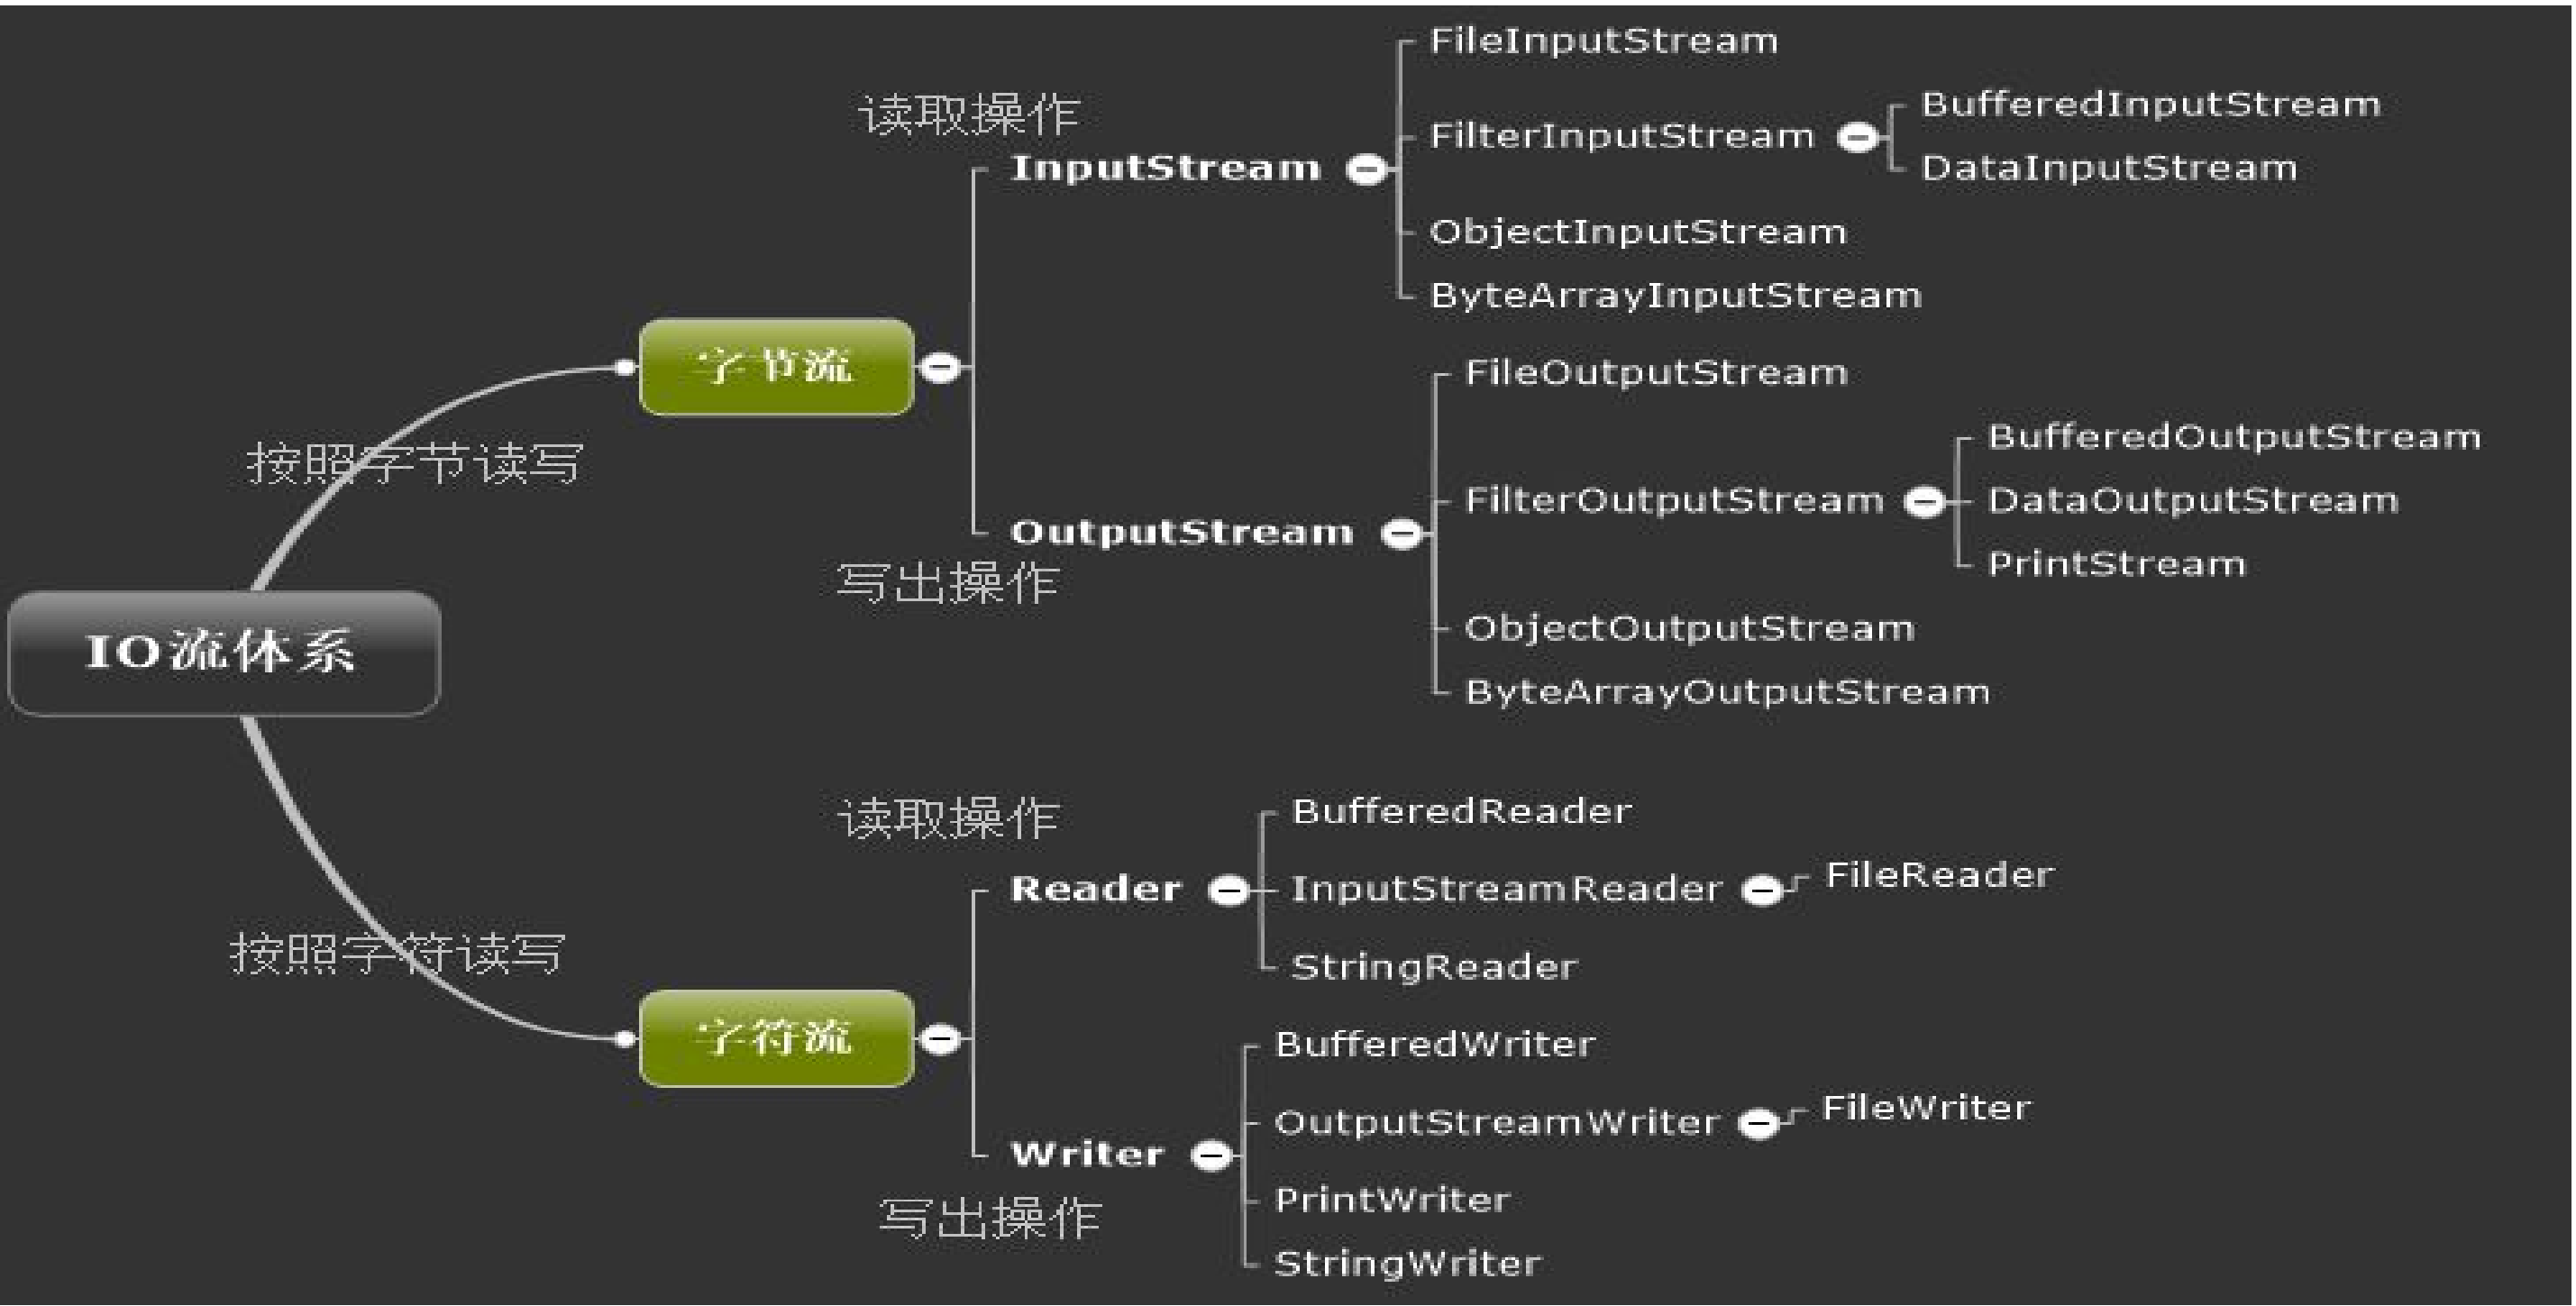 IO流体系
按照字节读写
字节流
读取操作
InputStream
FileInputStream
FilterInputStream
BufferedInputStream
DataInputStream
ObjectInputStream
ByteArrayInputStream
OutputStream
写出操作
FileOutputStream
FilterOutputStream
BufferedOutputStream
DataOutputStream
PrintStream
ObjectOutputStream
ByteArrayOutputStream
按照字符读写
字符流
读取操作
Reader
BufferedReader
InputStreamReader
FileReader
StringReader
Writer
写出操作
BufferedWriter
OutputStreamWriter
FileWriter
PrintWriter
StringWriter